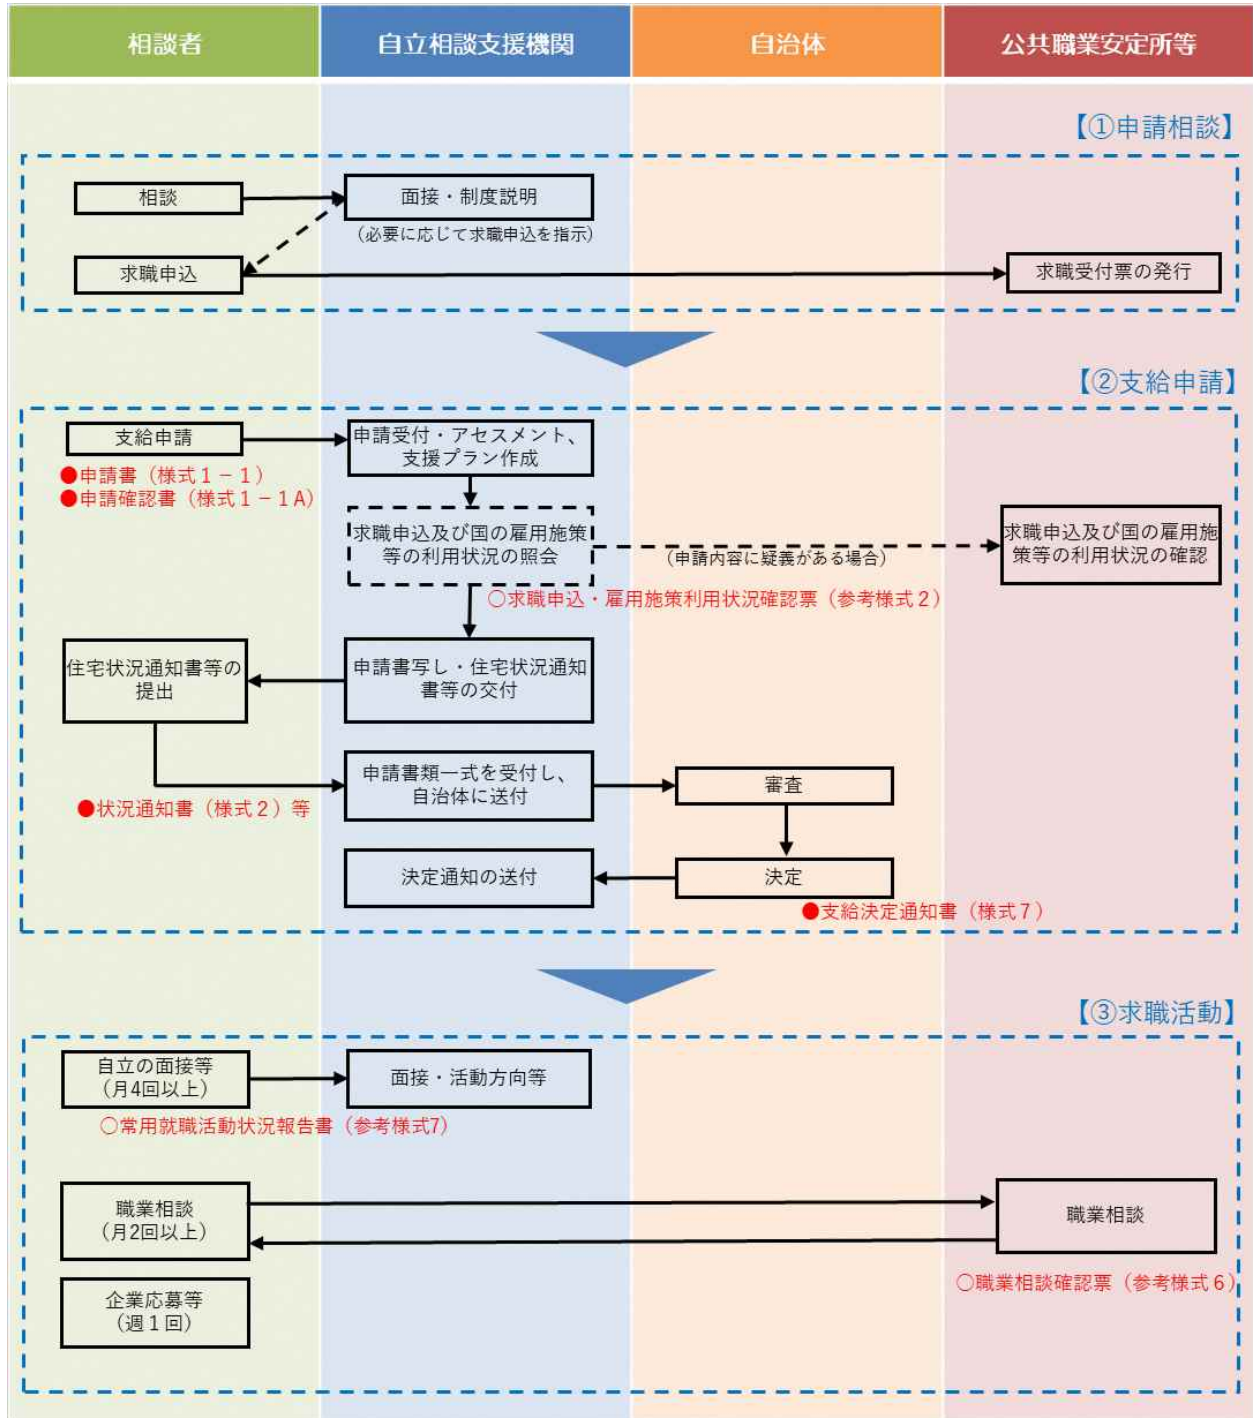 相談者
自立相談支援機関
自治体
公共職業安定所等
【①申請相談】
相談
面接・制度説明
(必要に応じて求職申込を指示)
求職申込
求職受付票の発行
【②支給申請】
支給申請
申請受付・アセスメント、
支援プラン作成
●申請書（様式１－１）
●申請確認書（様式１－１A）
求職申込及び国の雇用施策
等の利用状況の照会
(申請内容に疑義がある場合)
求職申込及び国の雇用施
策等の利用状況の確認
○求職申込・雇用施策利用状況確認票（参考様式２）
住宅状況通知書等の
提出
申請書写し・住宅状況通知
書等の交付
申請書類一式を受付し、
自治体に送付
審査
●状況通知書（様式２）等
決定通知の送付
決定
●支給決定通知書（様式７）
【③求職活動】
自立の面接等
(月4回以上)
面接・活動方向等
○常用就職活動状況報告書（参考様式7）
職業相談
(月2回以上)
職業相談
○職業相談確認票（参考様式６）
企業応募等
(週１回)